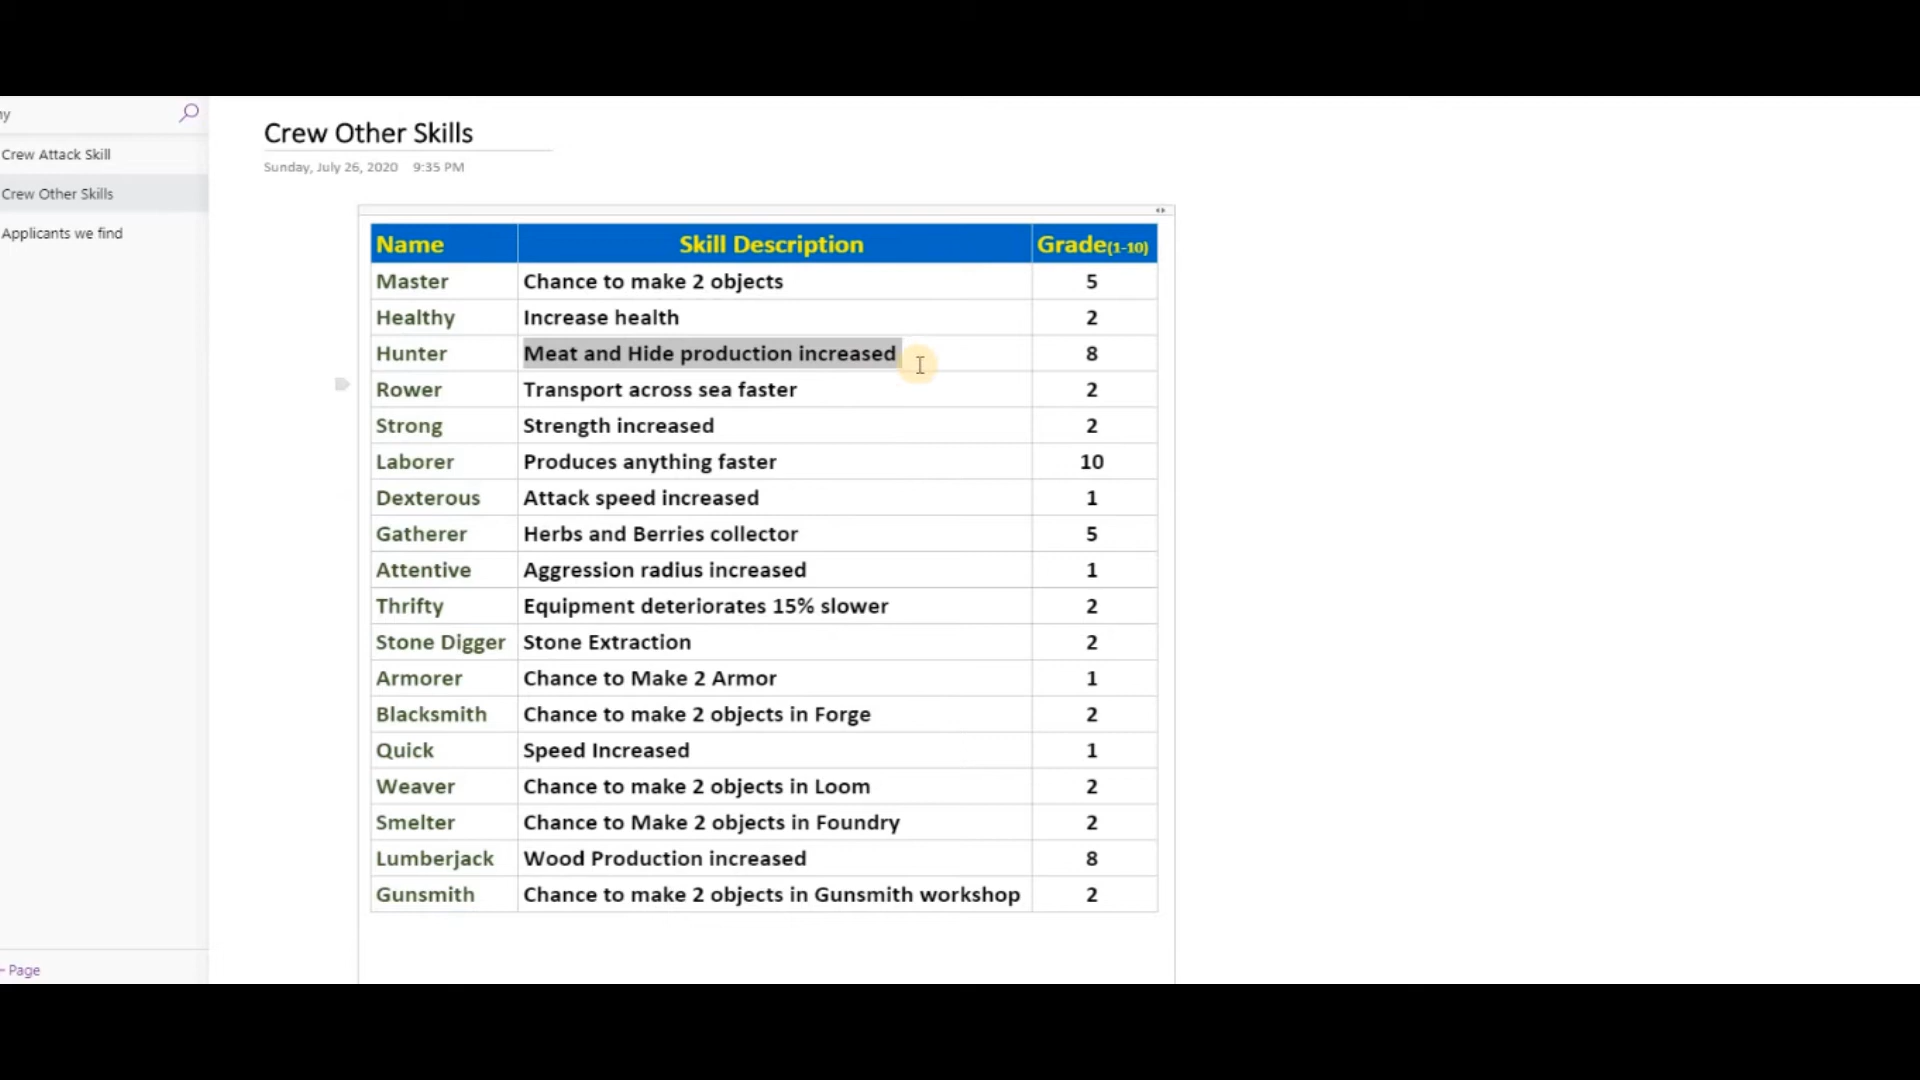 ny
Crew Attack Skill
Crew Other Skills
Applicants we find
Page
Crew Other Skills
Sunday, July 26, 2020 9:35 PM
Name Skill Description Grade(1-10)
Master Chance to make 2 objects 5
Healthy Increase health 2
Hunter Meat and Hide production increased 8
Rower Transport across sea faster 2
Strong Strength increased 2
Laborer Produces anything faster 10
Dexterous Attack speed increased 1
Gatherer Herbs and Berries collector 5
Attentive Aggression radius increased 1
Thrifty Equipment deteriorates 15% slower 2
Stone Digger Stone Extraction 2
Armorer Chance to Make 2 Armor 1
Blacksmith Chance to make 2 objects in Forge 2
Quick Speed Increased 1
Weaver Chance to make 2 objects in Loom 2
Smelter Chance to Make 2 objects in Foundry 2
Lumberjack Wood Production increased 8
Gunsmith Chance to make 2 objects in Gunsmith workshop 2